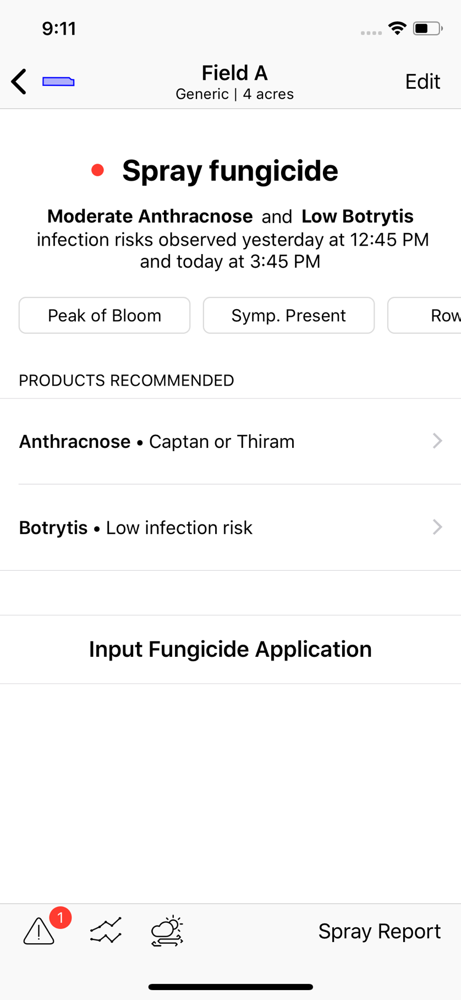 9:11
Field A
Generic | 4 acres
Edit
Spray fungicide
Moderate Anthracnose and Low Botrytis
infection risks observed yesterday at 12:45 PM
and today at 3:45 PM
Peak of Bloom
Symp. Present
Row
PRODUCTS RECOMMENDED
Anthracnose • Captan or Thiram
Botrytis • Low infection risk
Input Fungicide Application
1
Spray Report